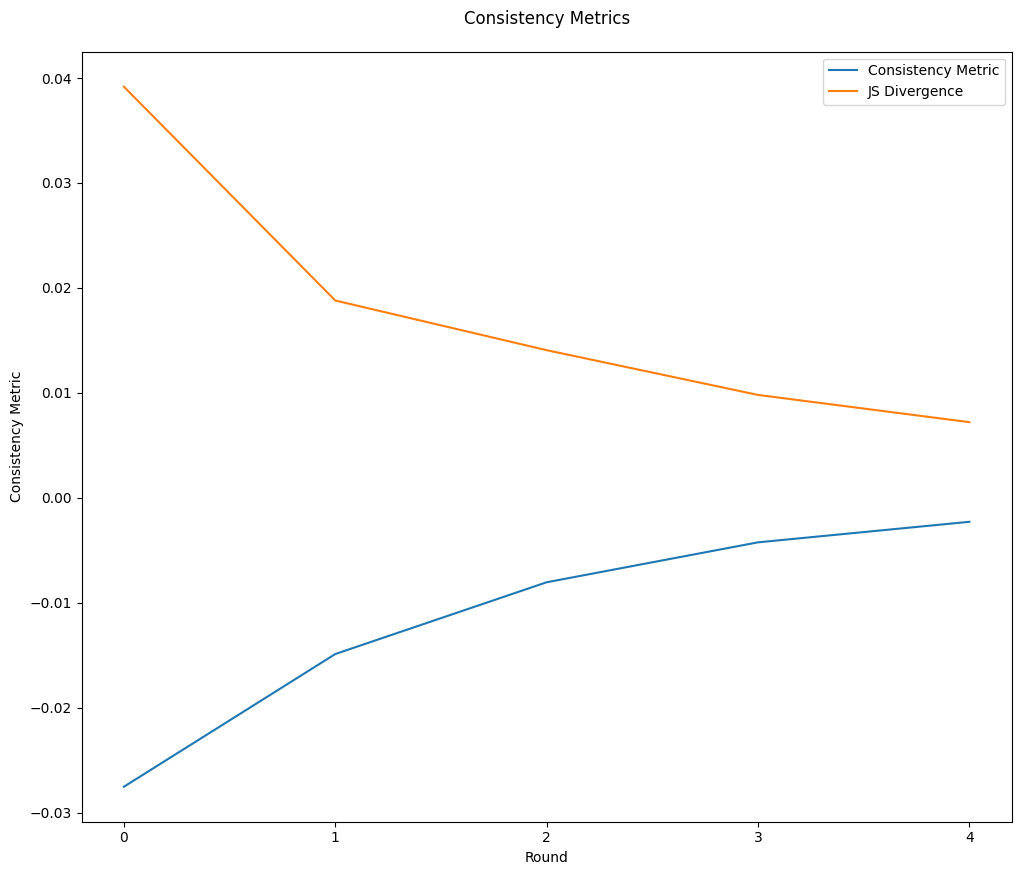 Consistency Metrics
Consistency Metric
JS Divergence
0.04
0.03
0.02
0.01
0.00
−0.01
−0.02
−0.03
Consistency Metric
0 1 2 3 4
Round